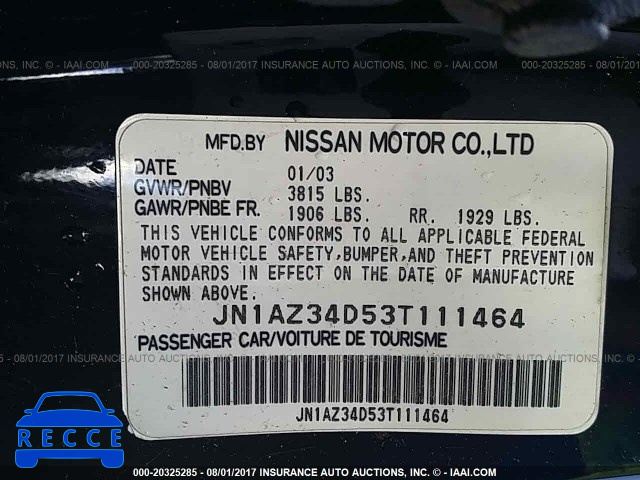 000-20325285 - 08/01/2017 INSURANCE AUTO AUCTIONS, INC. - © IAAI.COM
MFD.BY NISSAN MOTOR CO.,LTD
DATE 01/03
GVWR/PNBV 3815 LBS.
GAWR/PNBE FR. 1906 LBS. RR. 1929 LBS.
THIS VEHICLE CONFORMS TO ALL APPLICABLE FEDERAL
MOTOR VEHICLE SAFETY,BUMPER,AND THEFT PREVENTION
STANDARDS IN EFFECT ON THE DATE OF MANUFACTURE
SHOWN ABOVE.
JN1AZ34D53T111464
PASSENGER CAR/VOITURE DE TOURISME
JN1AZ34D53T111464
RECCE
000-20325285 - 08/01/2017 INSURANCE AUTO AUCTIONS, INC. - © IAAI.COM